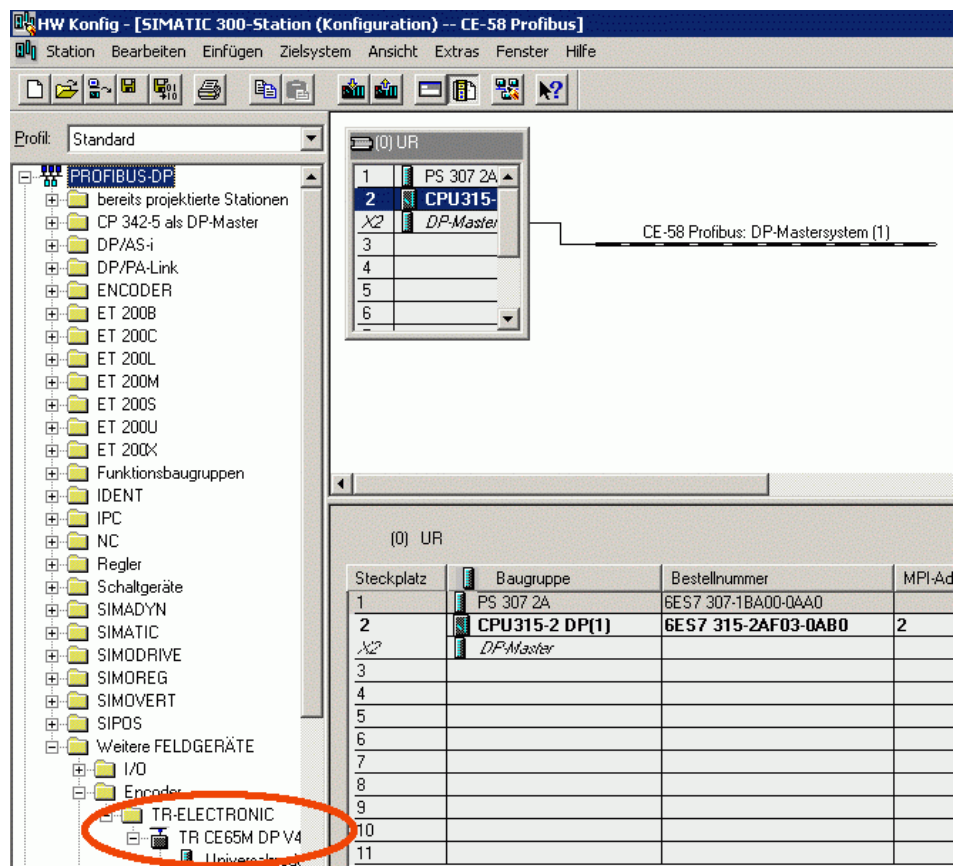 HW Konfig - [SIMATIC 300-Station (Konfiguration) -- CE-58 Profibus]
Station Bearbeiten Einfügen Zielsystem Ansicht Extras Fenster Hilfe
Profil: Standard
PROFIBUS-DP
bereits projektierte Stationen
CP 342-5 als DP-Master
DP/AS-i
DP/PA-Link
ENCODER
ET 200B
ET 200C
ET 200L
ET 200M
ET 200S
ET 200U
ET 200X
Funktionsbaugruppen
IDENT
IPC
NC
Regler
Schaltgeräte
SIMADYN
SIMATIC
SIMODRIVE
SIMOREG
SIMOVERT
SIPOS
Weitere FELDGERÄTE
I/O
Encoder
TR-ELECTRONIC
TR CE65M DP V4
(0) UR
1 PS 307 2A
2 CPU315-
X2 DP-Master
3
4
5
6
CE-58 Profibus: DP-Mastersystem (1)
(0) UR
Steckplatz Baugruppe Bestellnummer MPI-Ad
1 PS 307 2A 6ES7 307-1BA00-0AA0
2 CPU315-2 DP(1) 6ES7 315-2AF03-0AB0 2
X2 DP-Master
3
4
5
6
7
8
9
10
11